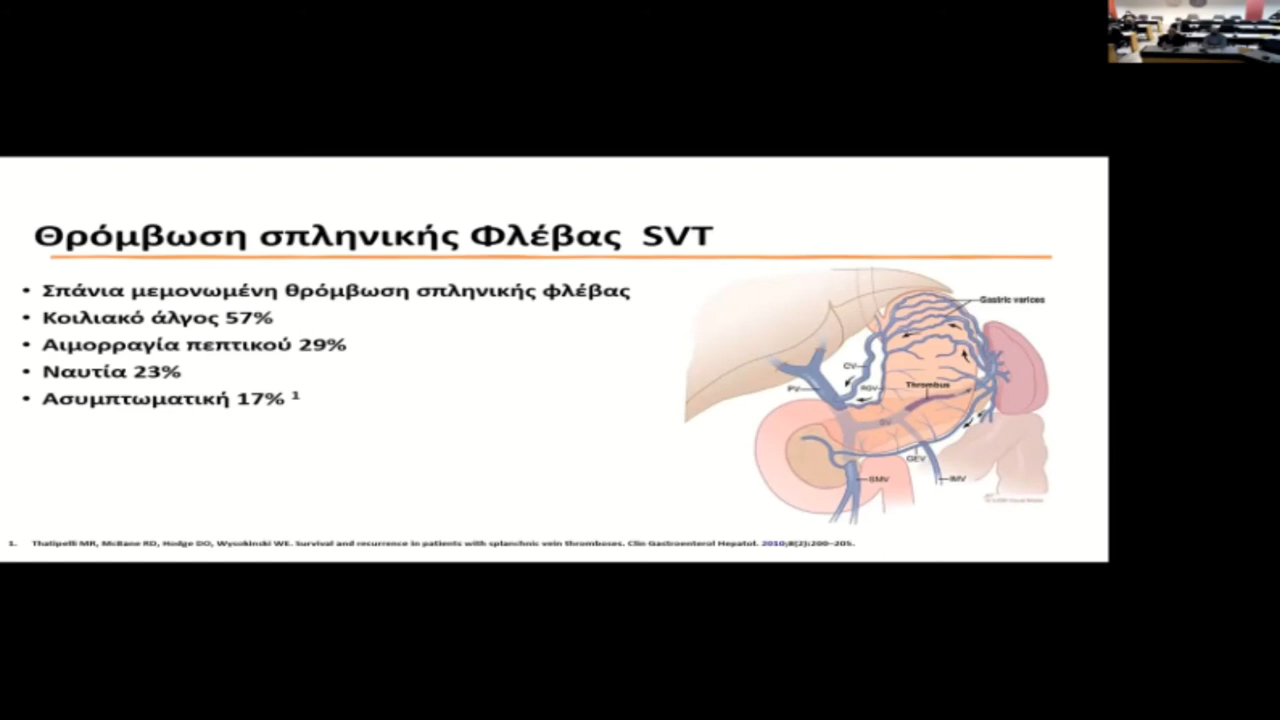 Θρόμβωση σπληνικής Φλέβας SVT
• Σπάνια μεμονωμένη θρόμβωση σπληνικής φλέβας
• Κοιλιακό άλγος 57%
• Αιμορραγία πεπτικού 29%
• Ναυτία 23%
• Ασυμπτωματική 17% 1
Gastric varices
CV
PV
RGV
Thrombus
SV
GEV
SMV
IMV
1. Thatipelli MR, McBane RD, Hodge DO, Wysokinski WE. Survival and recurrence in patients with splanchnic vein thromboses. Clin Gastroenterol Hepatol. 2010;8(2):200–205.